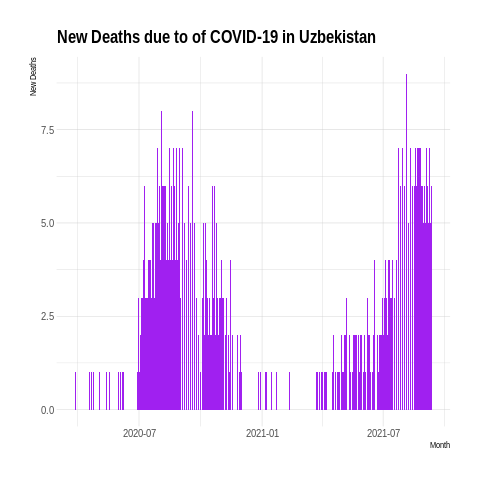 New Deaths due to of COVID-19 in Uzbekistan
New Deaths
7.5
5.0
2.5
0.0
2020-07 2021-01 2021-07
Month